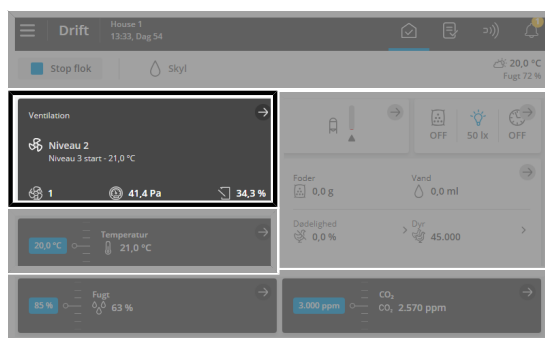 Drift
House 1
13:33, Dag 54
1
Stop flok
Skyl
20,0 °C
Fugt 72 %
Ventilation
Niveau 2
Niveau 3 start - 21,0 °C
1
41,4 Pa
34,3 %
OFF
50 lx
OFF
Foder
0,0 g
Vand
0,0 ml
Dødelighed
0,0 %
Dyr
45.000
20,0 °C
Temperatur
21,0 °C
85 %
Fugt
63 %
3.000 ppm
CO₂
CO₂ 2.570 ppm